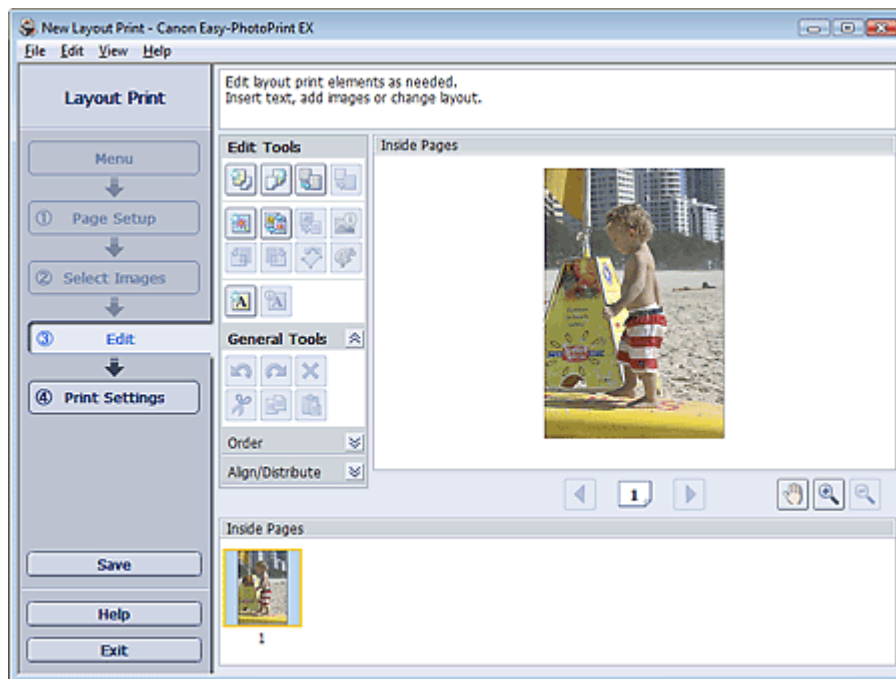 New Layout Print - Canon Easy-PhotoPrint EX
File Edit View Help
Layout Print
Menu
① Page Setup
② Select Images
③ Edit
④ Print Settings
Save
Help
Exit
Edit layout print elements as needed.
Insert text, add images or change layout.
Edit Tools
A A
General Tools
Order
Align/Distribute
Inside Pages
1
Inside Pages
1